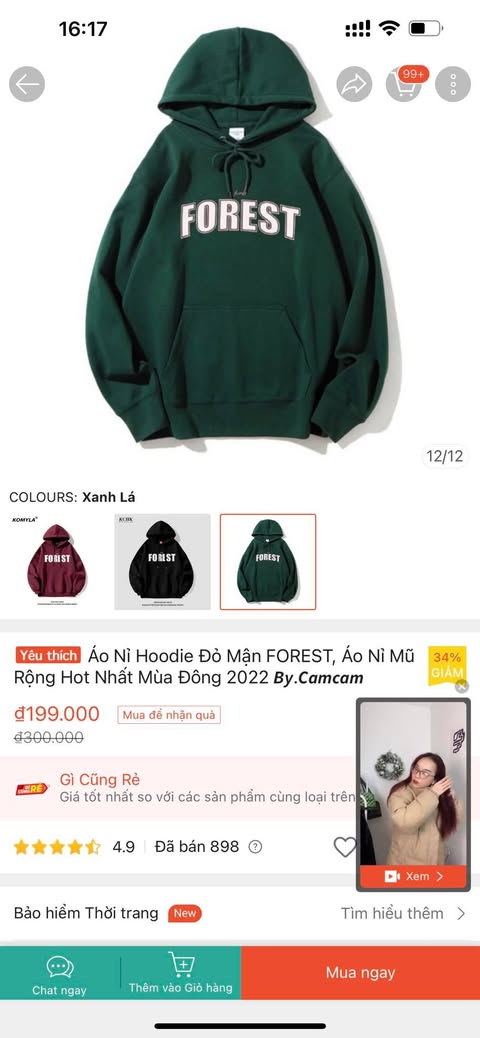 16:17
99+
FOREST
12/12
COLOURS: Xanh Lá
KOMYLA
FOREST
KCBK
FOREST
FOREST
Yêu thích Áo Nỉ Hoodie Đỏ Mận FOREST, Áo Nỉ Mũ
Rộng Hot Nhất Mùa Đông 2022 By.Camcam
34%
GIẢM
₫199.000 Mua để nhận quà
₫300.000
Gì Cũng Rẻ
Giá tốt nhất so với các sản phẩm cùng loại trên
4.9 Đã bán 898
Xem
Bảo hiểm Thời trang New Tìm hiểu thêm
Chat ngay
Thêm vào Giỏ hàng
Mua ngay